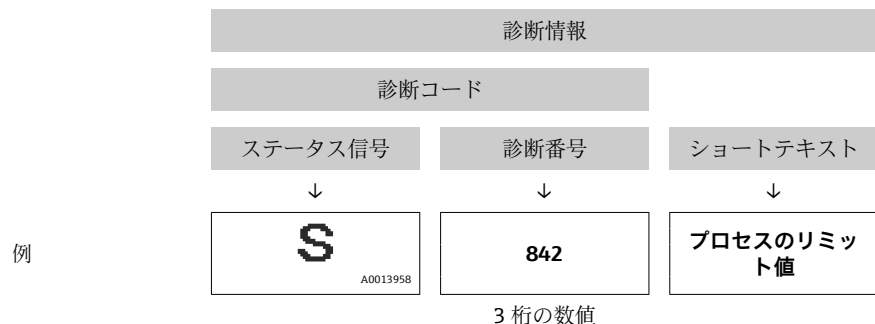 診断情報
診断コード
ステータス信号 診断番号 ショートテキスト
↓ ↓ ↓
例 S 842 プロセスのリミッ
ト値
A0013958
3 桁の数値